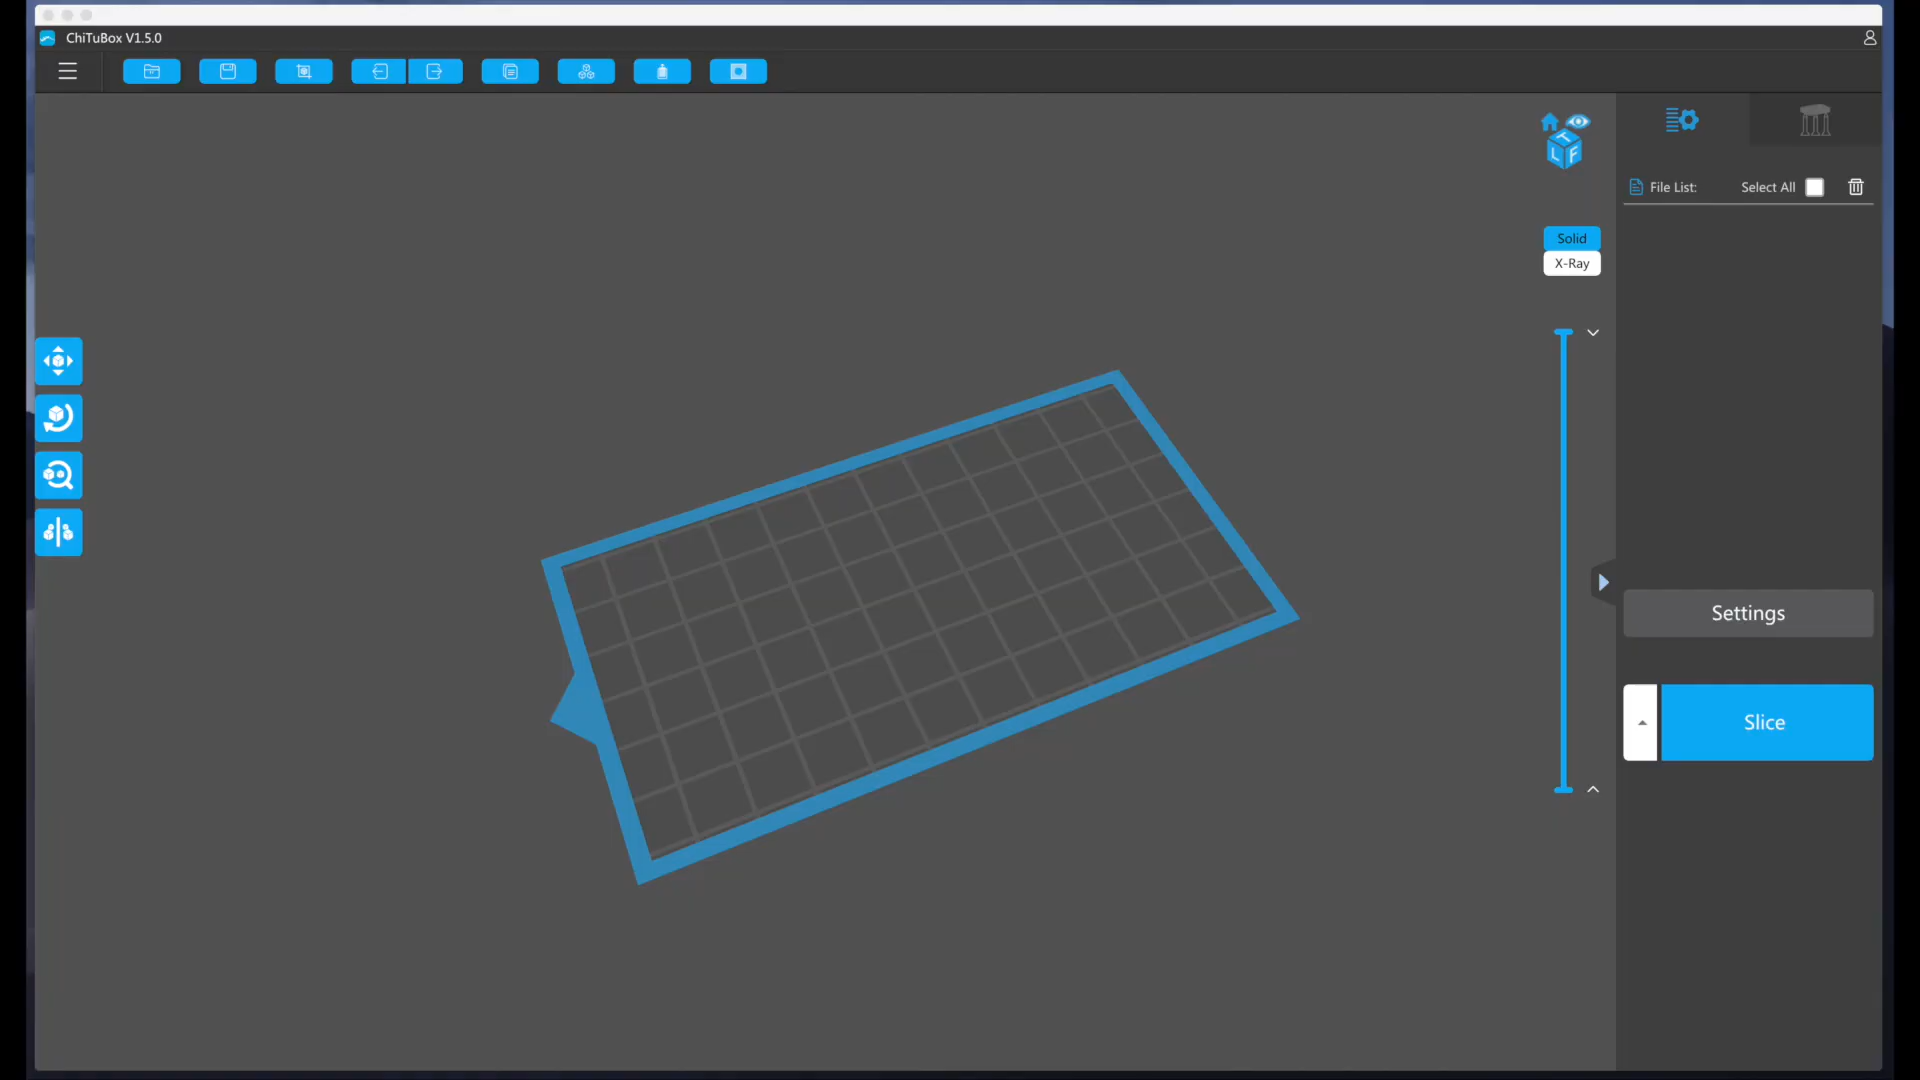 ChiTuBox V1.5.0
T
L F
File List: Select All
Solid
X-Ray
Settings
Slice